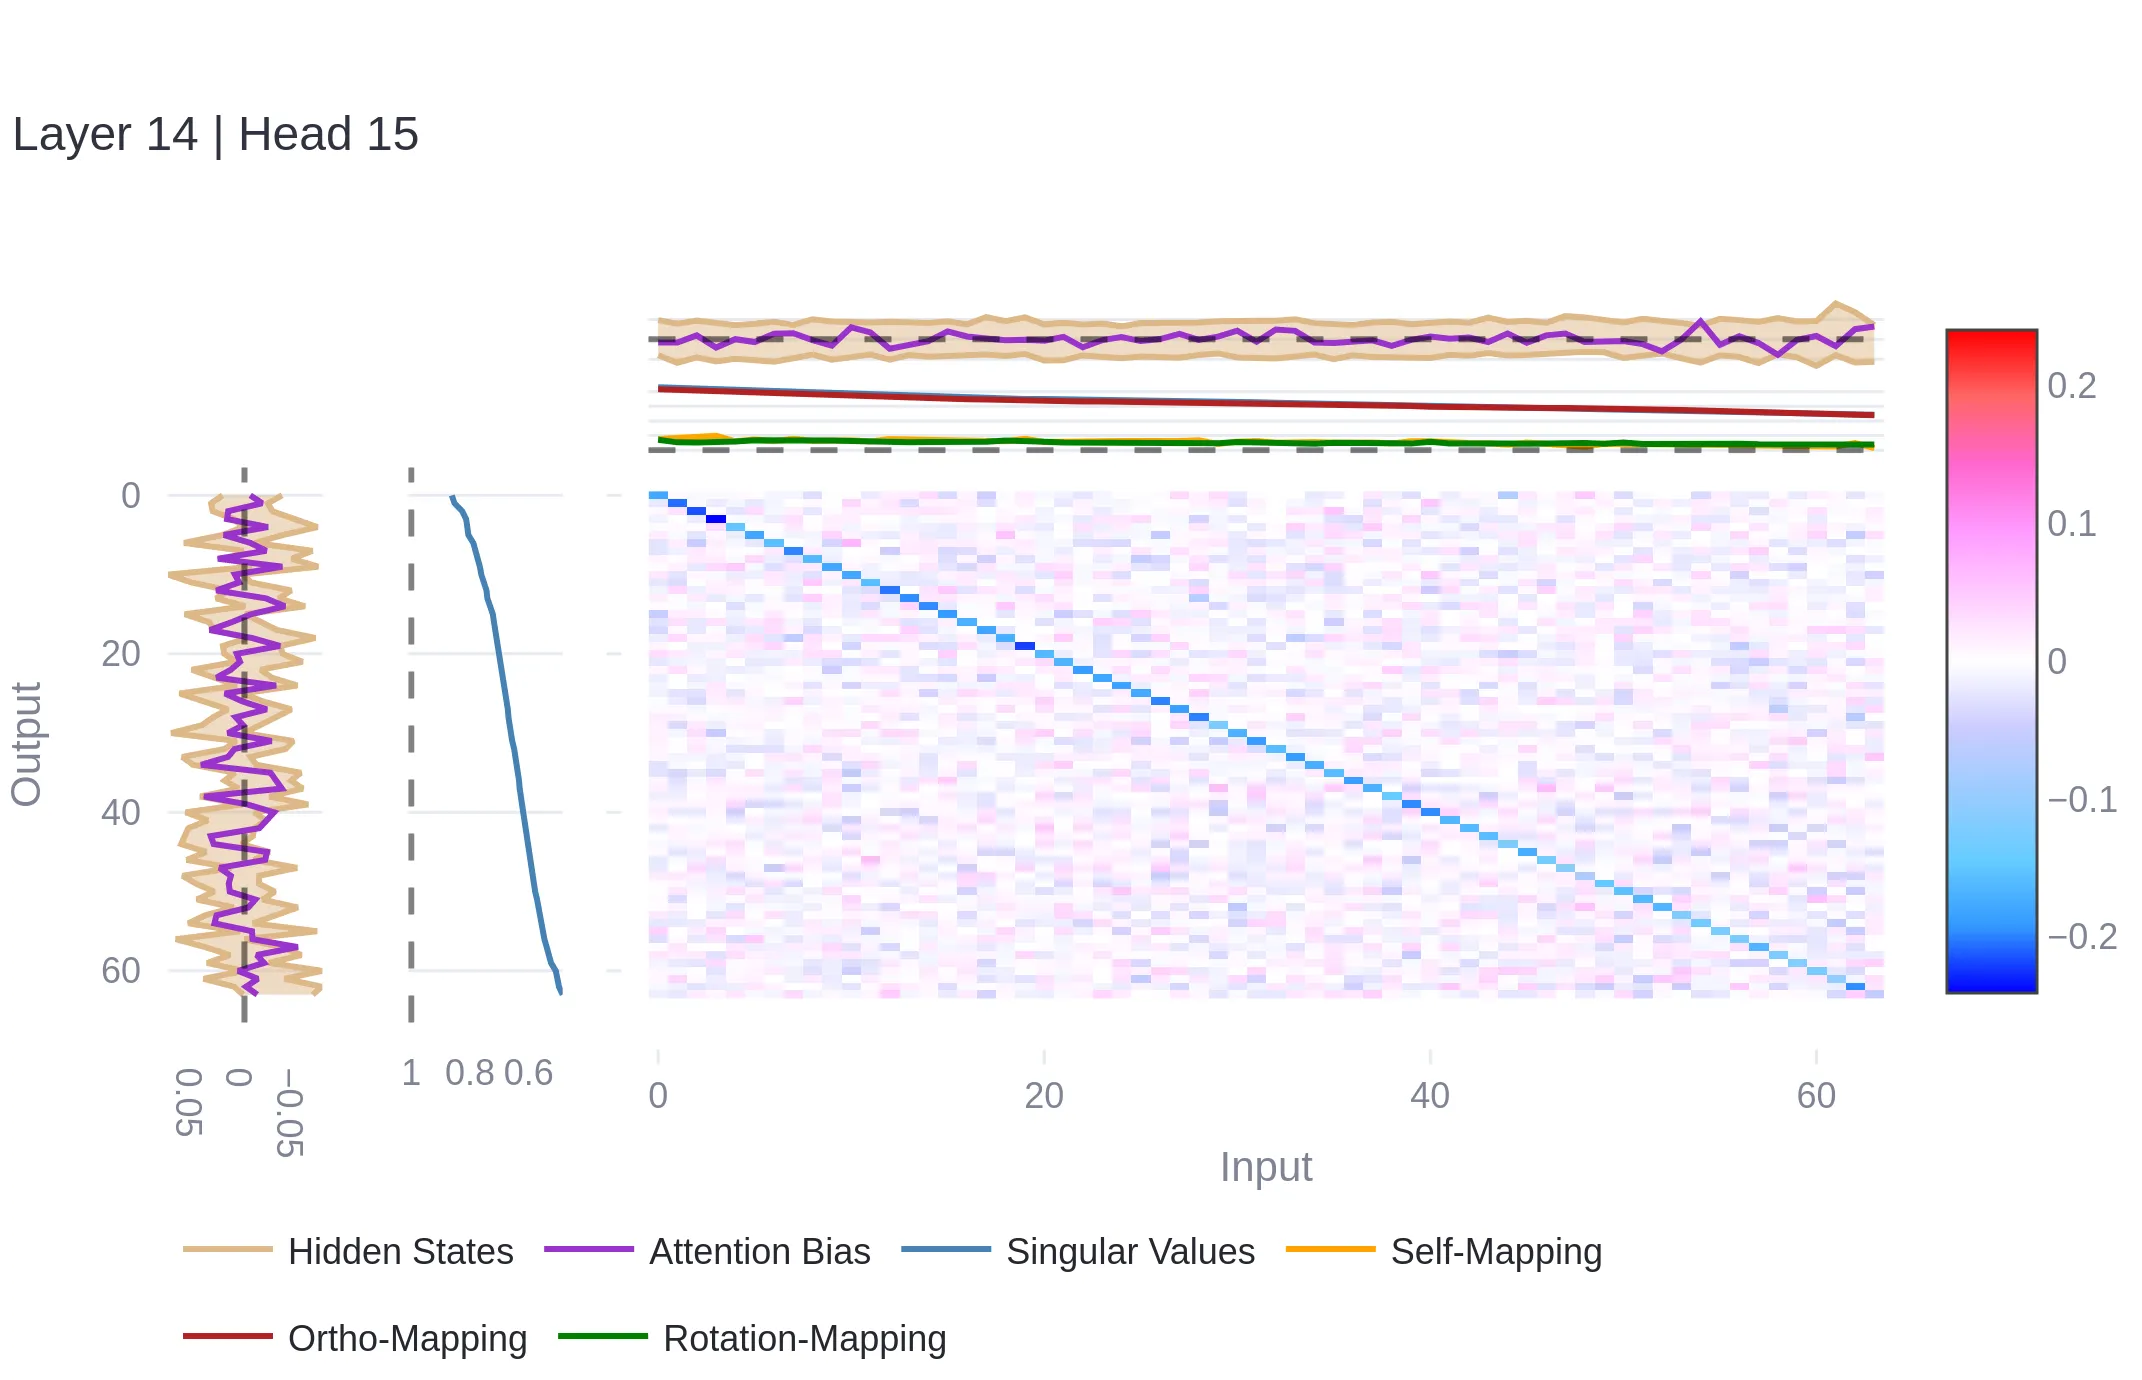 Layer 14 | Head 15
0.2
0.1
0
−0.1
−0.2
0
20
40
60
Output
0.05
0
−0.05
1
0.8
0.6
0
20
40
60
Input
Hidden States
Attention Bias
Singular Values
Self-Mapping
Ortho-Mapping
Rotation-Mapping